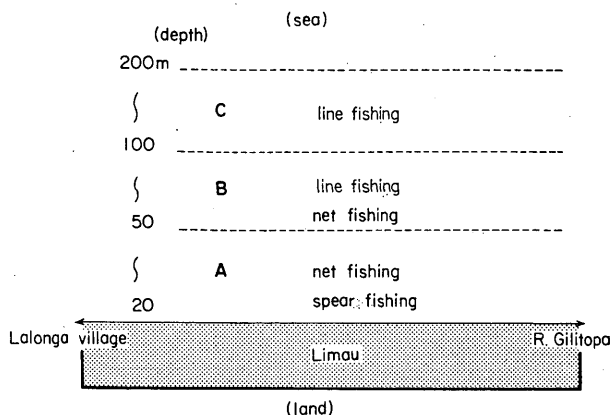 (sea)
(depth)
200m
C line fishing
100
B line fishing
50 net fishing
A net fishing
20 spear fishing
Lalonga village R. Gilitopa
Limau
(land)